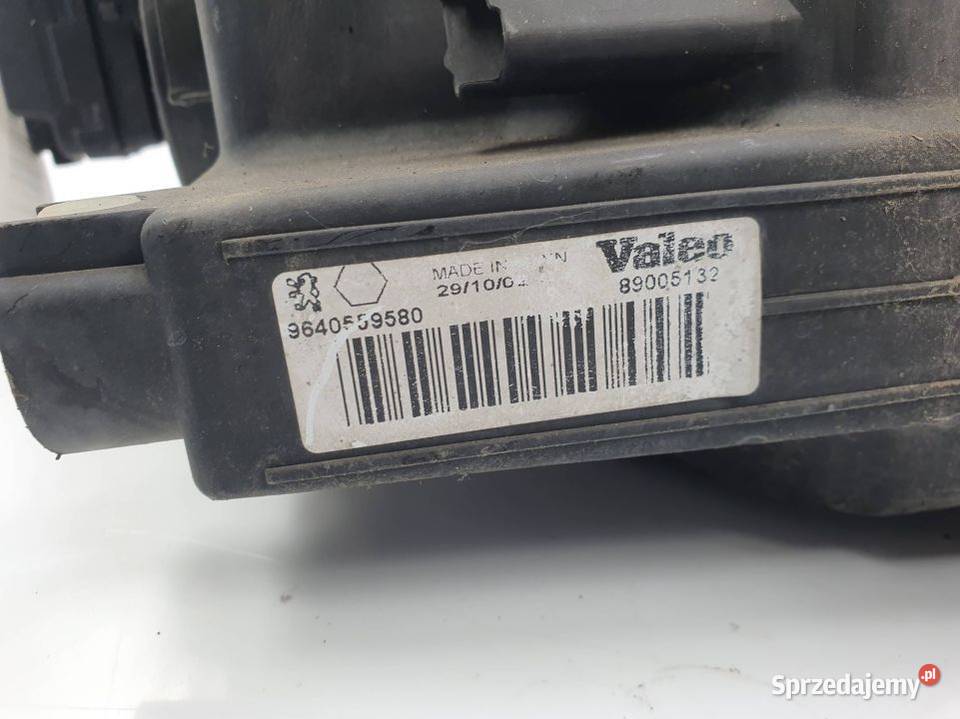 Valeo
MADE IN
29/10/0
89005132
9640559580
Sprzedajemy.pl